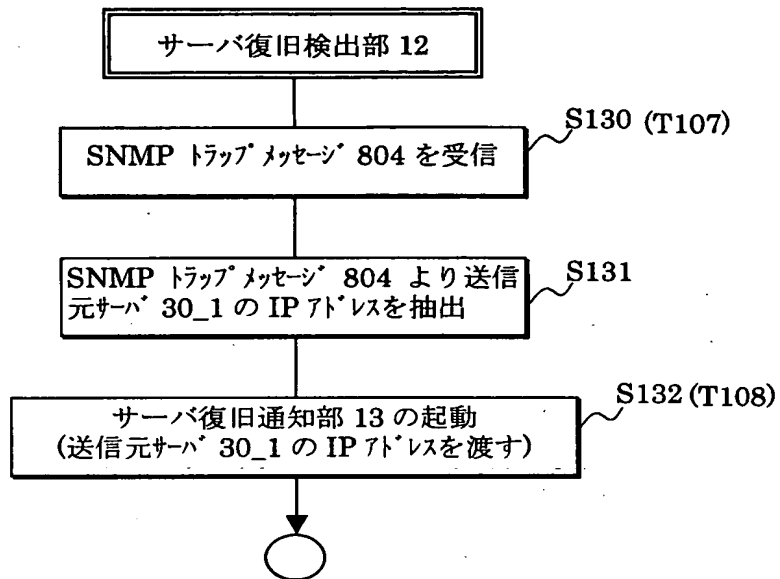 サーバ復旧検出部 12
S130 (T107)
SNMP ﾄﾗｯﾌﾟﾒｯｾｰｼﾞ 804 を受信
S131
SNMP ﾄﾗｯﾌﾟﾒｯｾｰｼﾞ 804 より送信
元ｻｰﾊﾞ 30_1 の IP ｱﾄﾞﾚｽを抽出
S132 (T108)
サーバ復旧通知部 13 の起動
(送信元ｻｰﾊﾞ 30_1 の IP ｱﾄﾞﾚｽを渡す)